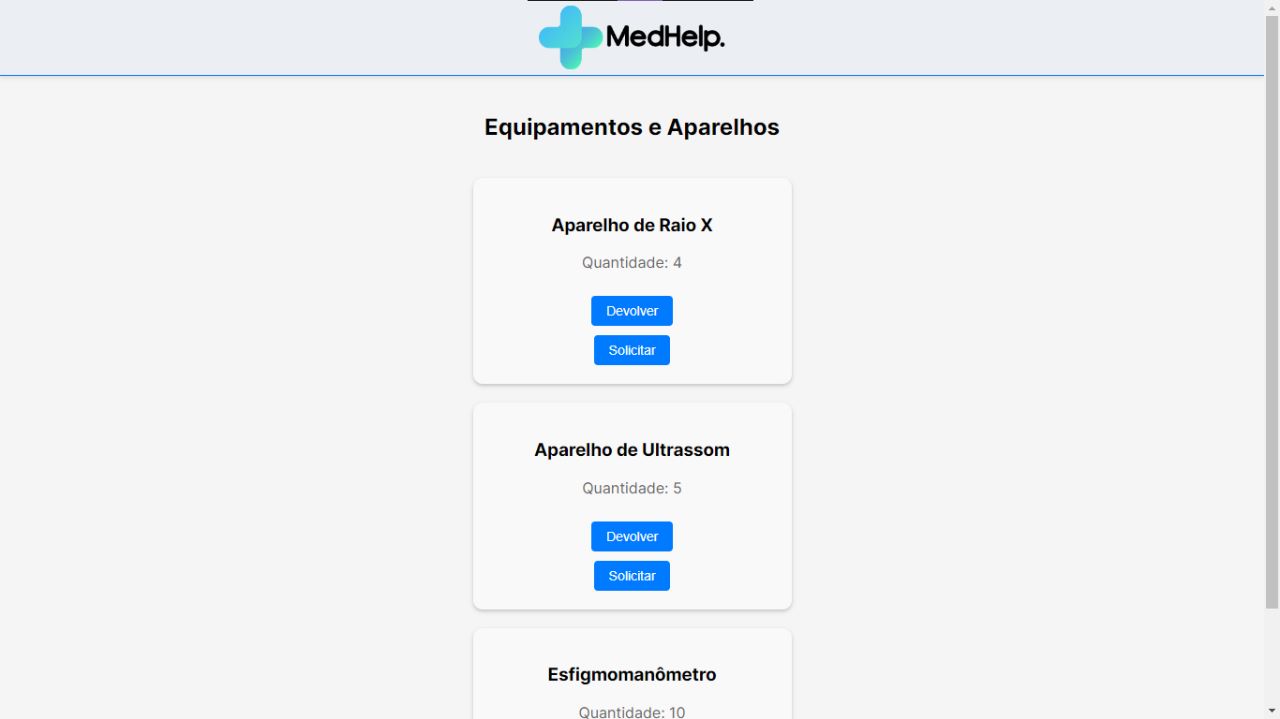 MedHelp.
Equipamentos e Aparelhos
Aparelho de Raio X
Quantidade: 4
Devolver
Solicitar
Aparelho de Ultrassom
Quantidade: 5
Devolver
Solicitar
Esfigmomanômetro
Quantidade: 10